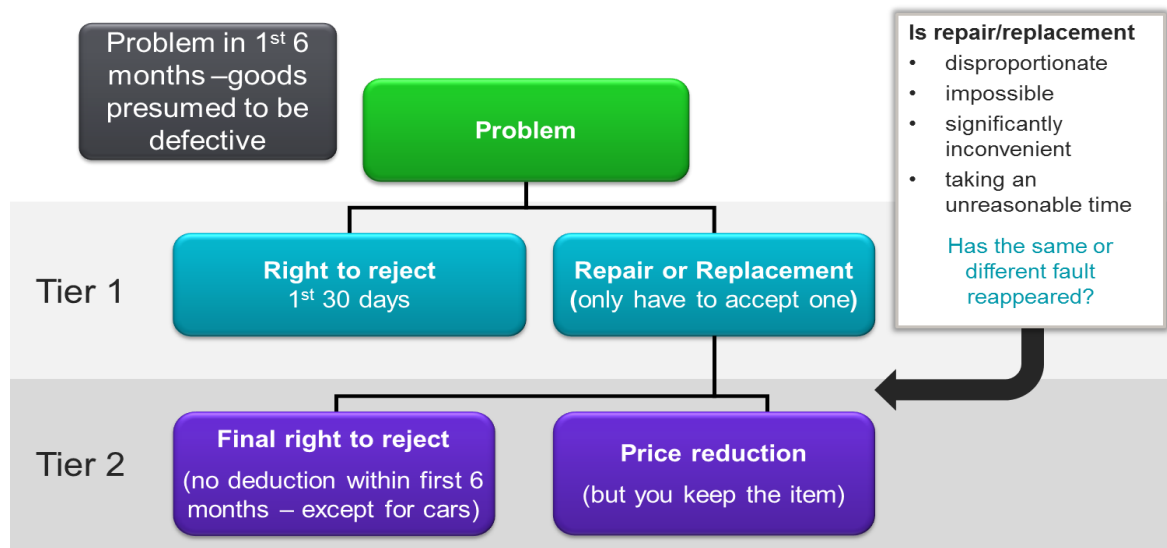 Problem in 1st 6
months –goods
presumed to be
defective
Problem
Is repair/replacement
• disproportionate
• impossible
• significantly
inconvenient
• taking an
unreasonable time
Has the same or
different fault
reappeared?
Tier 1
Right to reject
1st 30 days
Repair or Replacement
(only have to accept one)
Tier 2
Final right to reject
(no deduction within first 6
months – except for cars)
Price reduction
(but you keep the item)